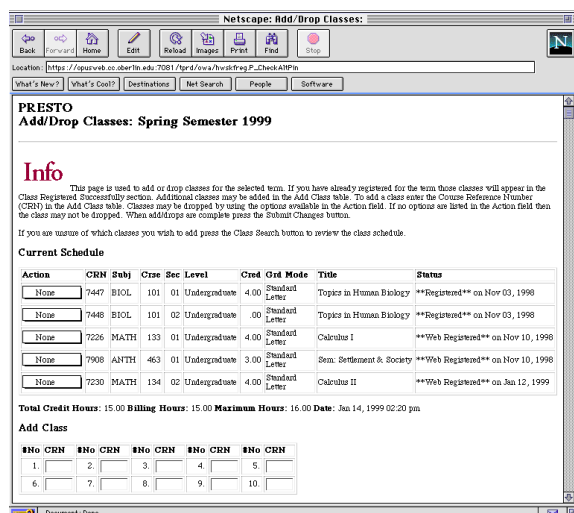 Netscape: Add/Drop Classes:
Back Forward Home Edit Reload Images Print Find Stop
N
Location: https://opusweb.cc.oberlin.edu:7081/tprd/owa/hwskfreg.P_CheckAltPin
What's New? What's Cool? Destinations Net Search People Software
PRESTO
Add/Drop Classes: Spring Semester 1999
Info
This page is used to add or drop classes for the selected term. If you have already registered for the term those classes will appear in the
Class Registered Successfully section. Additional classes may be added in the Add Class table. To add a class enter the Course Reference Number
(CRN) in the Add Class table. Classes may be dropped by using the options available in the Action field. If no options are listed in the Action field then
the class may not be dropped. When add/drops are complete press the Submit Changes button.
If you are unsure of which classes you wish to add press the Class Search button to review the class schedule.
Current Schedule
Action CRN Subj Crse Sec Level Cred Grd Mode Title Status
None 7447 BIOL 101 01 Undergraduate 4.00 Standard Letter Topics in Human Biology **Registered** on Nov 03, 1998
None 7448 BIOL 101 02 Undergraduate .00 Standard Letter Topics in Human Biology **Registered** on Nov 03, 1998
None 7226 MATH 133 01 Undergraduate 4.00 Standard Letter Calculus I **Web Registered** on Nov 10, 1998
None 7908 ANTH 463 01 Undergraduate 3.00 Standard Letter Sem: Settlement & Society **Web Registered** on Nov 10, 1998
None 7230 MATH 134 02 Undergraduate 4.00 Standard Letter Calculus II **Web Registered** on Jan 12, 1999
Total Credit Hours: 15.00 Billing Hours: 15.00 Maximum Hours: 16.00 Date: Jan 14, 1999 02:20 pm
Add Class
#No CRN #No CRN #No CRN #No CRN #No CRN
1. 2. 3. 4. 5.
6. 7. 8. 9. 10.
Document: Done